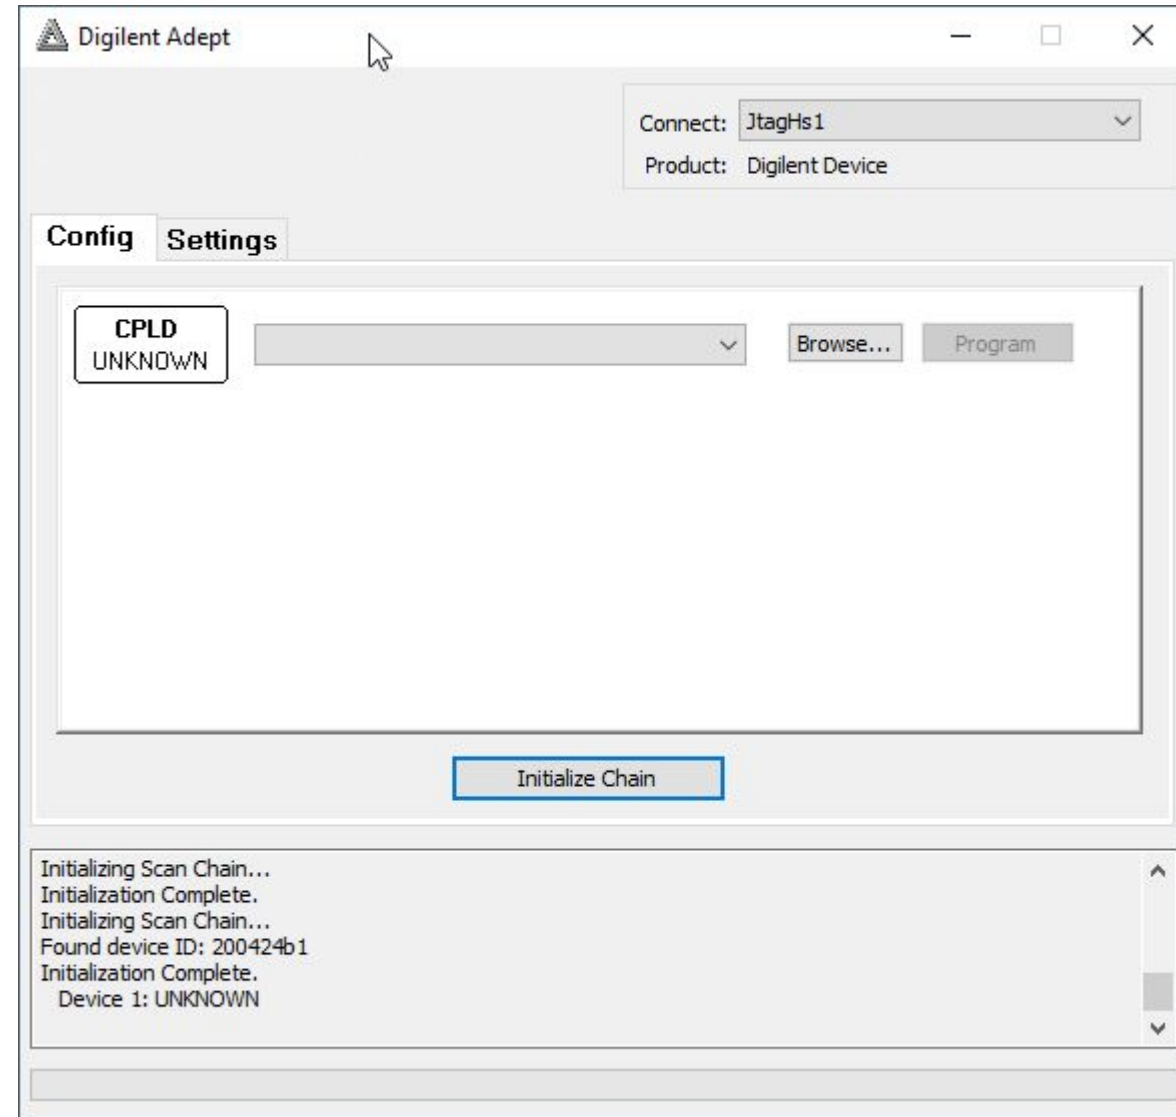 Digilent Adept
Connect: JtagHs1
Product: Digilent Device
Config Settings
CPLD
UNKNOWN
Browse... Program
Initialize Chain
Initializing Scan Chain...
Initialization Complete.
Initializing Scan Chain...
Found device ID: 200424b1
Initialization Complete.
Device 1: UNKNOWN